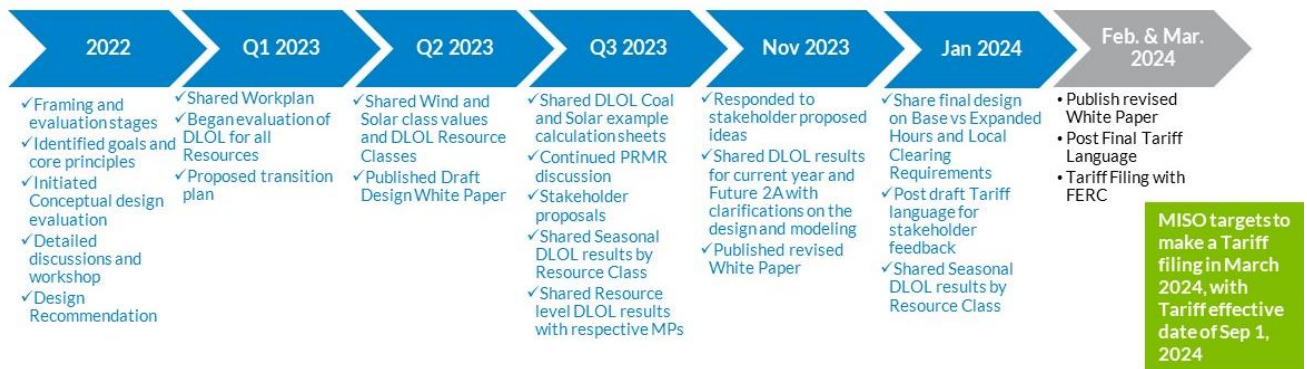 2022
✓Framing and
evaluation stages
✓Identified goals and
core principles
✓Initiated
Conceptual design
evaluation
✓Detailed
discussions and
workshop
✓Design
Recommendation
Q1 2023
✓Shared Workplan
✓Began evaluation of
DLOL for all
Resources
✓Proposed transition
plan
Q2 2023
✓Shared Wind and
Solar class values
and DLOL Resource
Classes
✓Published Draft
Design White Paper
Q3 2023
✓Shared DLOL Coal
and Solar example
calculation sheets
✓Continued PRMR
discussion
✓Stakeholder
proposals
✓Shared Seasonal
DLOL results by
Resource Class
✓Shared Resource
level DLOL results
with respective MPs
Nov 2023
✓Responded to
stakeholder proposed
ideas
✓Shared DLOL results
for current year and
Future 2A with
clarifications on the
design and modeling
✓Published revised
White Paper
Jan 2024
✓Share final design
on Base vs Expanded
Hours and Local
Clearing
Requirements
✓Post draft Tariff
language for
stakeholder
feedback
✓Shared Seasonal
DLOL results by
Resource Class
Feb. & Mar.
2024
• Publish revised
White Paper
• Post Final Tariff
Language
• Tariff Filing with
FERC
MISO targets to
make a Tariff
filing in March
2024, with
Tariff effective
date of Sep 1,
2024